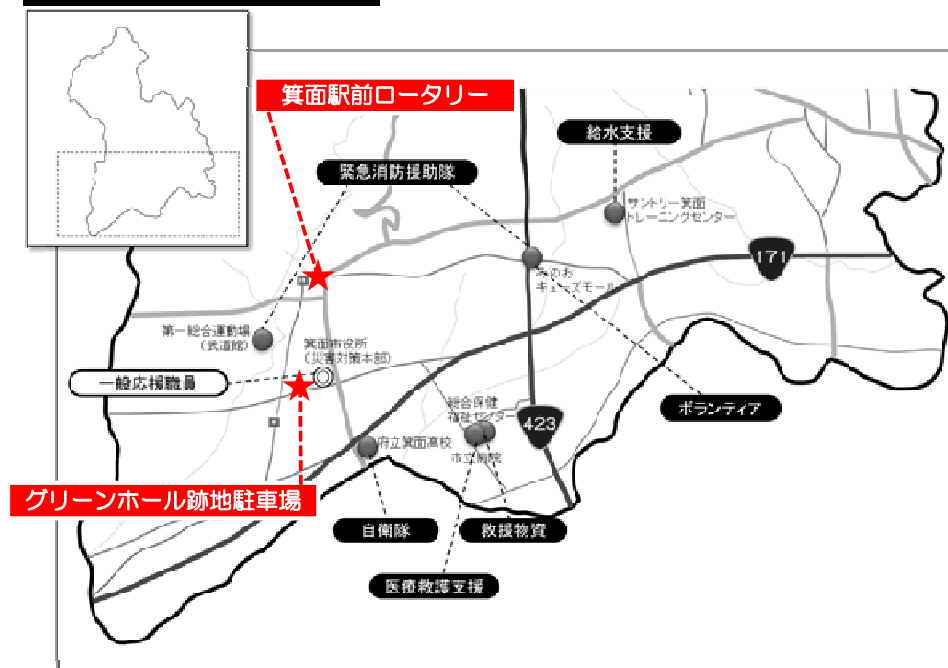 箕面駅前ロータリー
給水支援
緊急消防援助隊
サントリー箕面
トレーニングセンター
171
みのお
キューズモール
第一総合運動場
(武道館)
箕面市役所
(災害対策本部)
一般応援職員
総合保健
福祉センター
423
ボランティア
府立箕面高校
市立病院
グリーンホール跡地駐車場
自衛隊
救援物資
医療救護支援